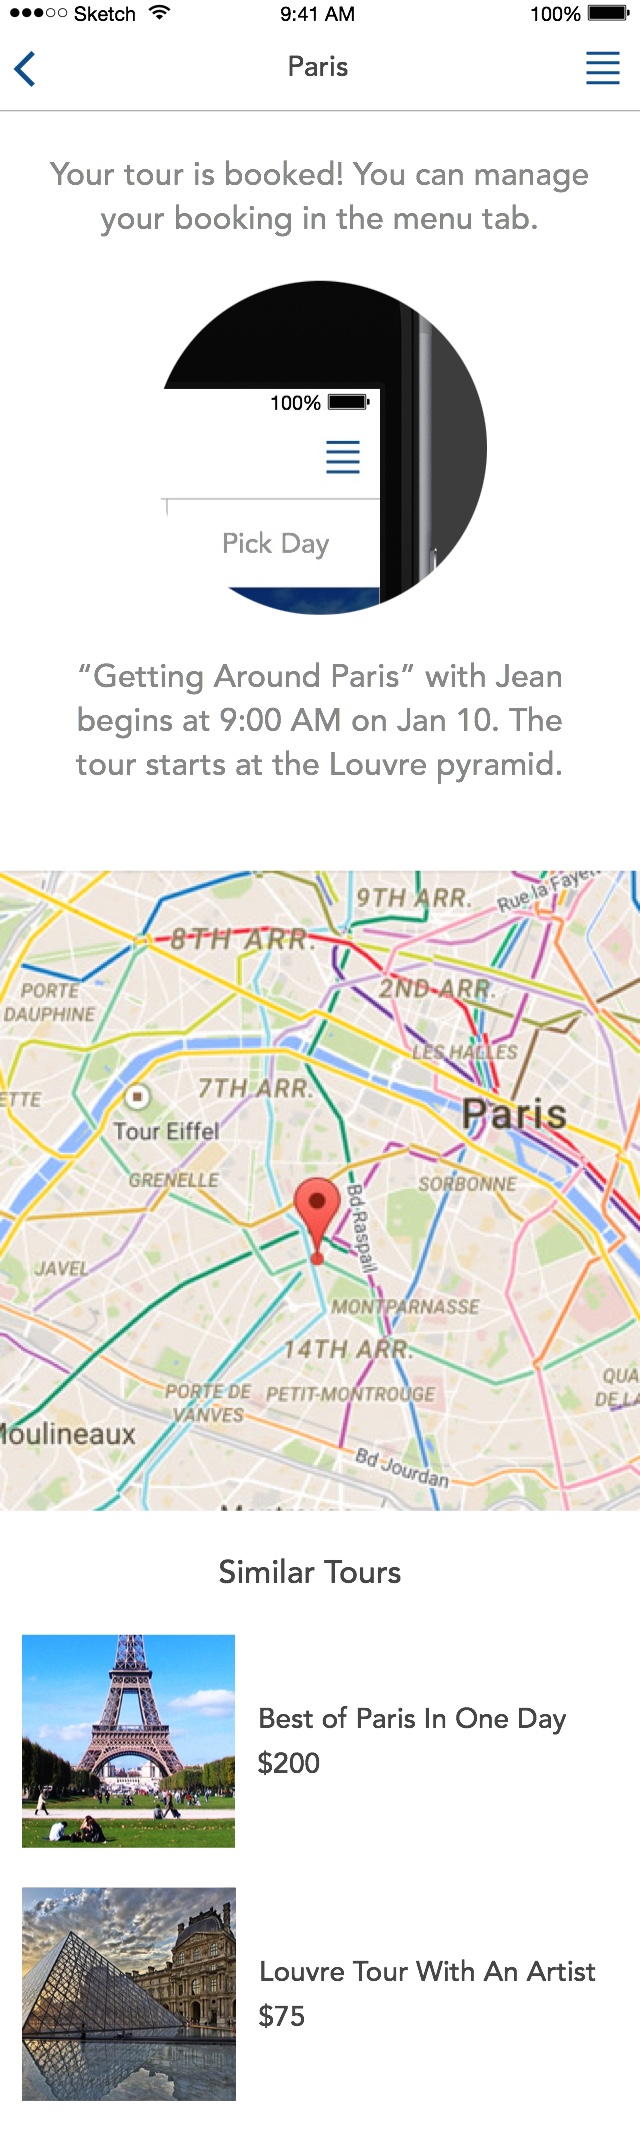 Sketch 9:41 AM 100%
Paris
Your tour is booked! You can manage
your booking in the menu tab.
100%
Pick Day
“Getting Around Paris” with Jean
begins at 9:00 AM on Jan 10. The
tour starts at the Louvre pyramid.
9TH ARR.
Rue la Fayet
8TH ARR.
PORTE
DAUPHINE
2ND ARR.
LES HALLES
7TH ARR.
ETTE
Paris
Tour Eiffel
GRENELLE
SORBONNE
Bd Raspail
JAVEL
MONTPARNASSE
14TH ARR.
QUA
DE LA
PORTE DE
VANVES
PETIT-MONTROUGE
Moulineaux
Bd Jourdan
Similar Tours
Best of Paris In One Day
$200
Louvre Tour With An Artist
$75